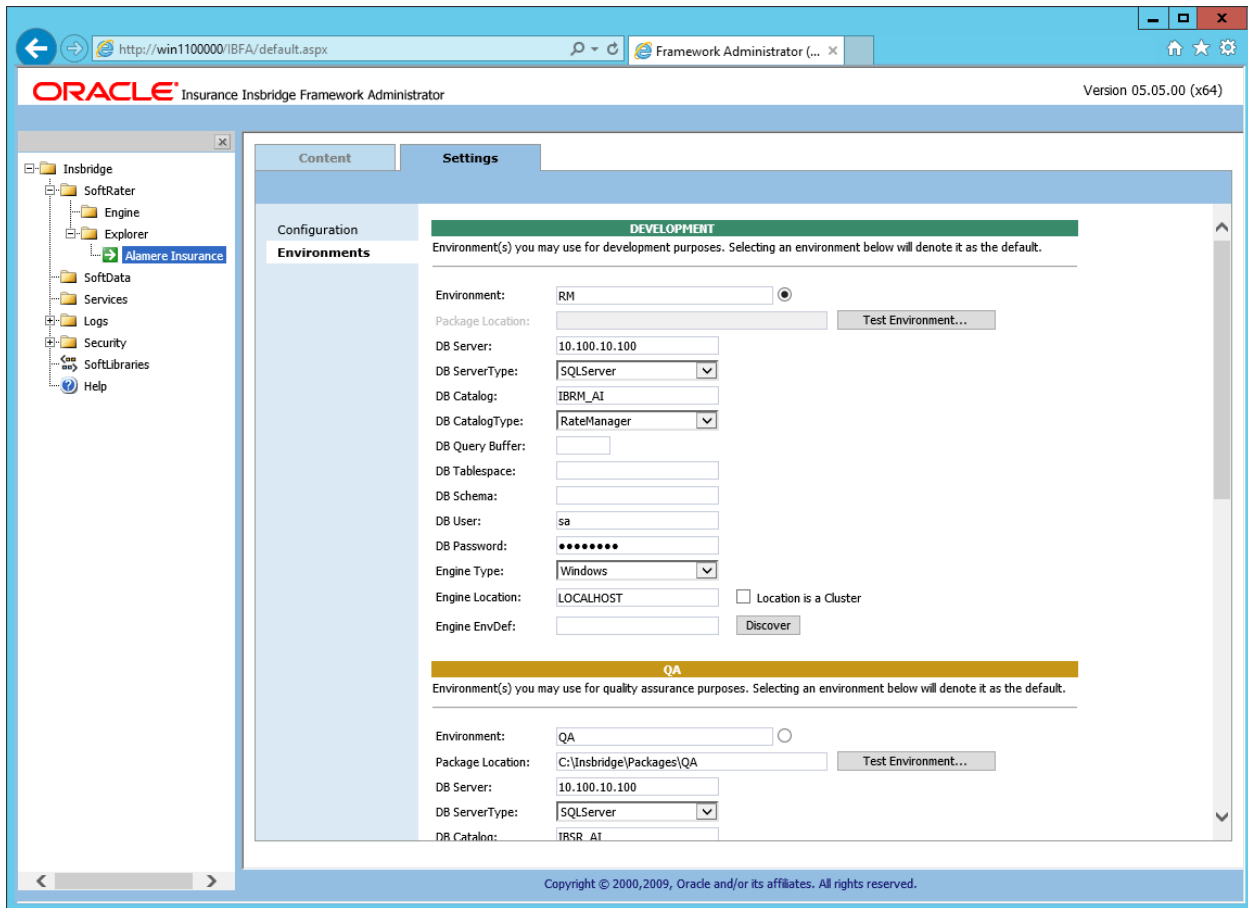 http://win1100000/IBFA/default.aspx
Framework Administrator (...
ORACLE Insurance Insbridge Framework Administrator
Version 05.05.00 (x64)
Insbridge
SoftRater
Engine
Explorer
Alamere Insurance
SoftData
Services
Logs
Security
SoftLibraries
Help
Content
Settings
Configuration
Environments
DEVELOPMENT
Environment(s) you may use for development purposes. Selecting an environment below will denote it as the default.
Environment: RM
Package Location: Test Environment...
DB Server: 10.100.10.100
DB ServerType: SQLServer
DB Catalog: IBRM_AI
DB CatalogType: RateManager
DB Query Buffer:
DB Tablespace:
DB Schema:
DB User: sa
DB Password: ●●●●●●●●
Engine Type: Windows
Engine Location: LOCALHOST Location is a Cluster
Engine EnvDef: Discover
QA
Environment(s) you may use for quality assurance purposes. Selecting an environment below will denote it as the default.
Environment: QA
Package Location: C:\Insbridge\Packages\QA Test Environment...
DB Server: 10.100.10.100
DB ServerType: SQLServer
DB Catalog: IBSR_AI
Copyright © 2000,2009, Oracle and/or its affiliates. All rights reserved.